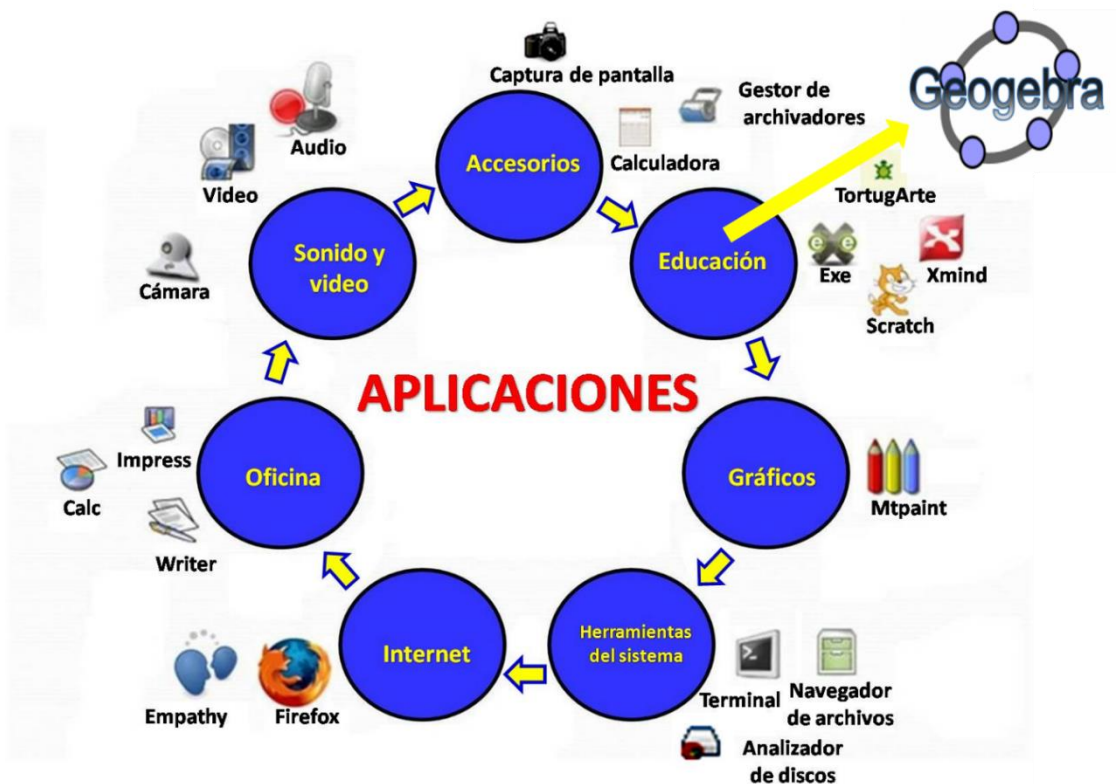 Captura de pantalla
Gestor de
archivadores
Geogebra
Audio
Calculadora
Accesorios
Video
TortugArte
Sonido y
video
Educación
Exe
Xmind
Cámara
Scratch
APLICACIONES
Impress
Oficina
Gráficos
Calc
Mtpaint
Writer
Herramientas
del sistema
Internet
Terminal
Navegador
de archivos
Empathy
Firefox
Analizador
de discos